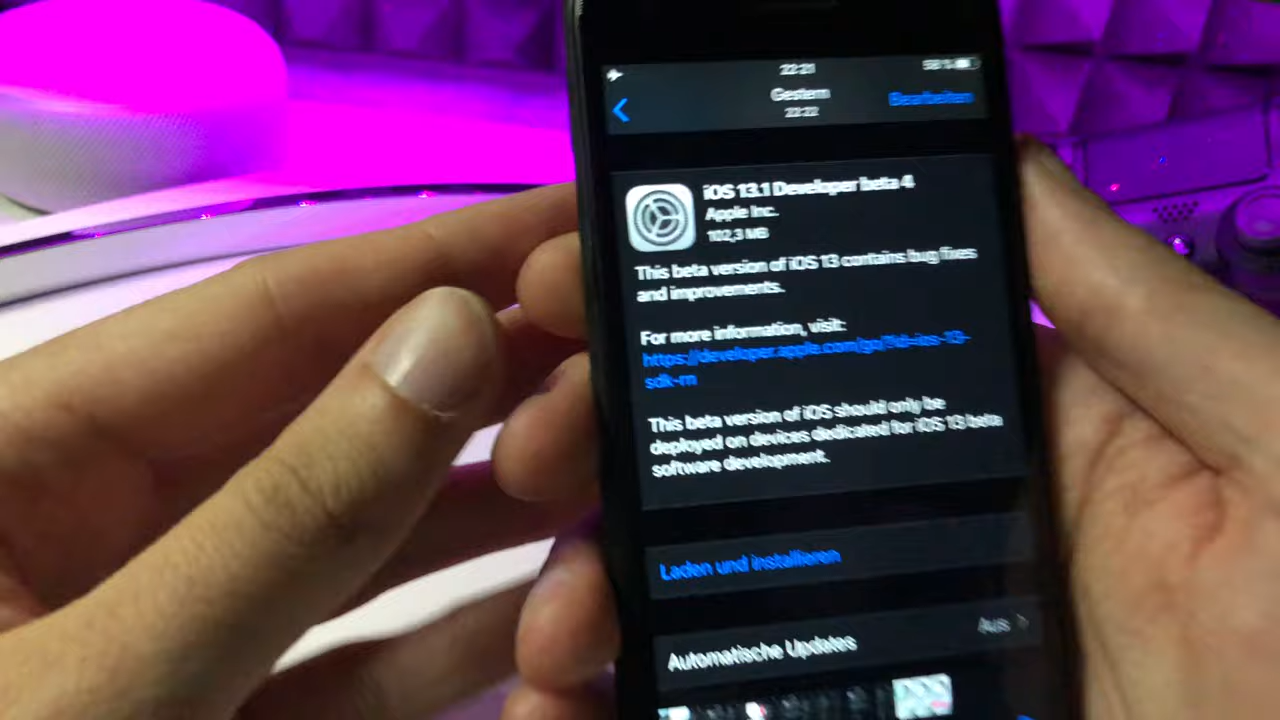 22:21
58 %
Gestern
22:22
Bearbeiten
iOS 13.1 Developer beta 4
Apple Inc.
102,3 MB
This beta version of iOS 13 contains bug fixes
and improvements.
For more information, visit:
https://developer.apple.com/go/?id=ios-13-
sdk-rn
This beta version of iOS should only be
deployed on devices dedicated for iOS 13 beta
software development.
Laden und installieren
Automatische Updates
Aus